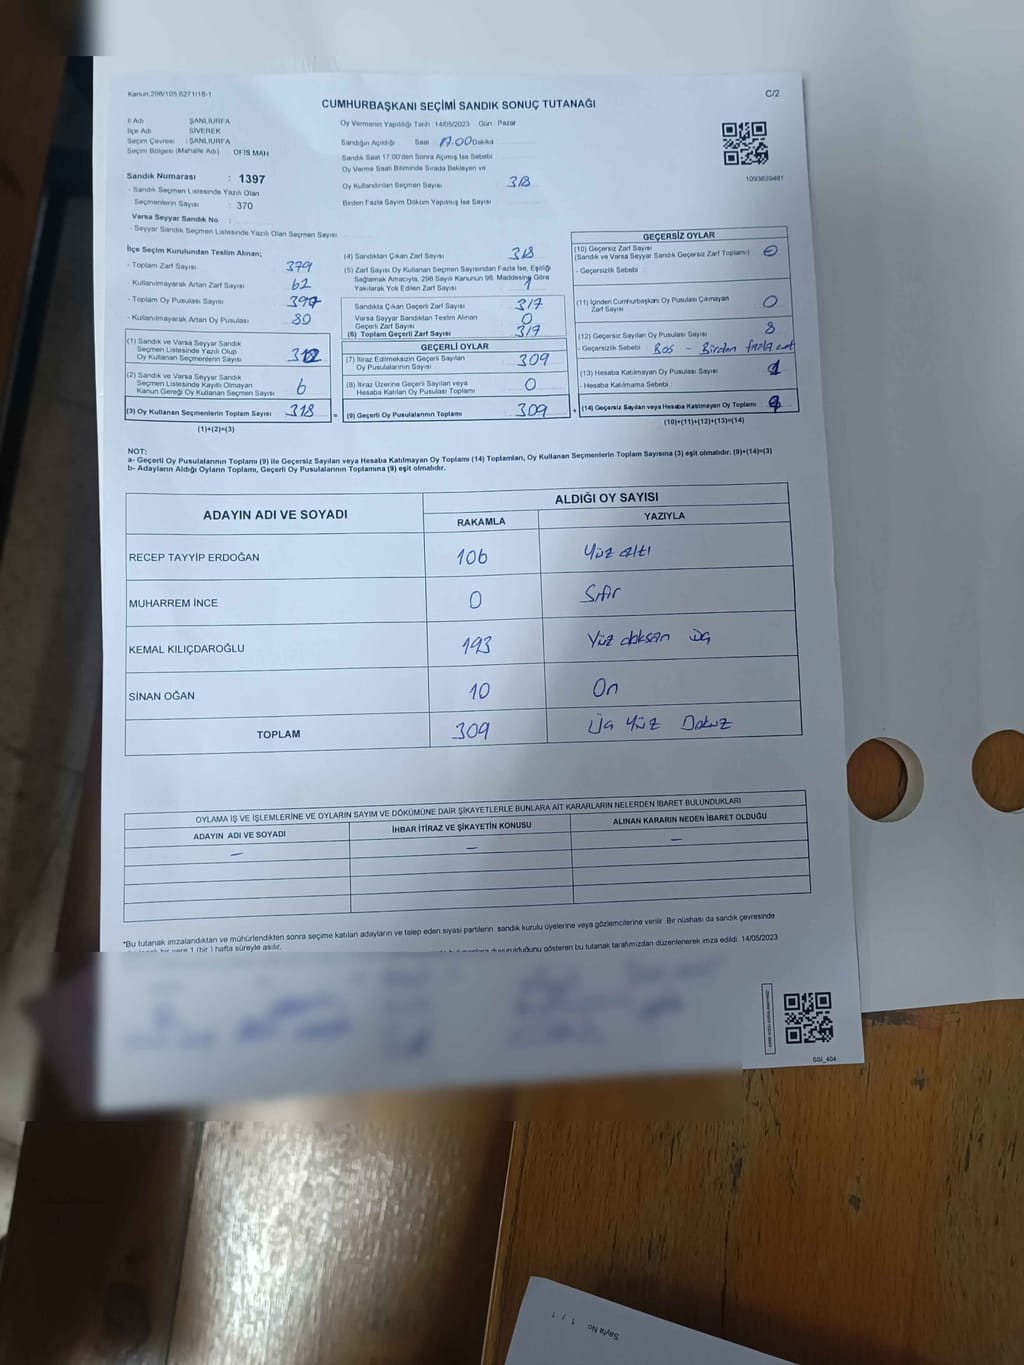 Kanun.298/105,6271/18-1
C/2
CUMHURBAŞKANI SEÇİMİ SANDIK SONUÇ TUTANAĞI
İl Adı ŞANLIURFA
İlçe Adı SİVEREK
Seçim Çevresi : ŞANLIURFA
Seçim Bölgesi (Mahalle Adı) OFIS MAH
Sandık Numarası : 1397
- Sandık Seçmen Listesinde Yazılı Olan
Seçmenlerin Sayısı : 370
Varsa Seyyar Sandık No :
- Seyyar Sandık Seçmen Listesinde Yazılı Olan Seçmen Sayısı
Oy Vermenin Yapıldığı Tarih :14/05/2023 Gün : Pazar
Sandığın Açıldığı Saat 17.00 Dakika
Sandık Saat 17.00'den Sonra Açılmış İse Sebebi
Oy Verme Saati Bitiminde Sırada Bekleyen ve
Oy Kullandırılan Seçmen Sayısı 318
Birden Fazla Sayım Döküm Yapılmış İse Sayısı
1093839481
İlçe Seçim Kurulundan Teslim Alınan;
- Toplam Zarf Sayısı 379
- Kullanılmayarak Artan Zarf Sayısı 62
- Toplam Oy Pusulası Sayısı
- Kullanılmayarak Artan Oy Pusulası 80
(1) Sandık ve Varsa Seyyar Sandık
Seçmen Listesinde Yazılı Olup
Oy Kullanan Seçmenlerin Sayısı 312
(2) Sandık ve Varsa Seyyar Sandık
Seçmen Listesinde Kayıtlı Olmayan
Kanun Gereği Oy Kullanan Seçmen Sayısı 6
(3) Oy Kullanan Seçmenlerin Toplam Sayısı 318 =
(1)+(2)=(3)
(4) Sandıktan Çıkan Zarf Sayısı 318
(5) Zarf Sayısı Oy Kullanan Seçmen Sayısından Fazla İse, Eşitliği
Sağlamak Amacıyla, 298 Sayılı Kanunun 98. Maddesine Göre
Yakılarak Yok Edilen Zarf Sayısı 1
Sandıkta Çıkan Geçerli Zarf Sayısı 317
Varsa Seyyar Sandıktan Teslim Alınan
Geçerli Zarf Sayısı 0
(6) Toplam Geçerli Zarf Sayısı 317
GEÇERLİ OYLAR
(7) İtiraz Edilmeksizin Geçerli Sayılan
Oy Pusulalarının Sayısı 309
(8) İtiraz Üzerine Geçerli Sayılan veya
Hesaba Katılan Oy Pusulası Toplamı 0
(9) Geçerli Oy Pusulalarının Toplamı 309 +
GEÇERSİZ OYLAR
(10) Geçersiz Zarf Sayısı
(Sandık ve Varsa Seyyar Sandık Geçersiz Zarf Toplamı)
- Geçersizlik Sebebi
(11) İçinden Cumhurbaşkanı Oy Pusulası Çıkmayan
Zarf Sayısı 0
(12) Geçersiz Sayılan Oy Pusulası Sayısı 8
- Geçersizlik Sebebi Boş - Birden fazla evet
(13) Hesaba Katılmayan Oy Pusulası Sayısı 1
- Hesaba Katılmama Sebebi :
(14) Geçersiz Sayılan veya Hesaba Katılmayan Oy Toplamı :
(10)+(11)+(12)+(13)=(14)
NOT:
a- Geçerli Oy Pusulalarının Toplamı (9) ile Geçersiz Sayılan veya Hesaba Katılmayan Oy Toplamı (14) Toplamları, Oy Kullanan Seçmenlerin Toplam Sayısına (3) eşit olmalıdır. (9)+(14)=(3)
b- Adayların Aldığı Oyların Toplamı, Geçerli Oy Pusulalarının Toplamına (9) eşit olmalıdır.
ADAYIN ADI VE SOYADI
ALDIĞI OY SAYISI
RAKAMLA YAZIYLA
RECEP TAYYİP ERDOĞAN 106 Yüz altı
MUHARREM İNCE 0 Sıfır
KEMAL KILIÇDAROĞLU 193 Yüz doksan üç
SİNAN OĞAN 10 On
TOPLAM 309 Üç Yüz Dokuz
OYLAMA İŞ VE İŞLEMLERİNE VE OYLARIN SAYIM VE DÖKÜMÜNE DAİR ŞİKAYETLERLE BUNLARA AİT KARARLARIN NELERDEN İBARET BULUNDUKLARI
ADAYIN ADI VE SOYADI İHBAR İTİRAZ VE ŞİKAYETİN KONUSU ALINAN KARARIN NEDEN İBARET OLDUĞU
— — —
*Bu tutanak imzalandıktan ve mühürlendikten sonra seçime katılan adayların ve talep eden siyasi partilerin sandık kurulu üyelerine veya gözlemcilerine verilir. Bir nüshası da sandık çevresinde
bir yere 1 (bir ) hafta süreyle asılır.
gösteren bu tutanak tarafımızdan düzenlenerek imza edildi. 14/05/2023
SSI_404
Sayfa No 1 / 1